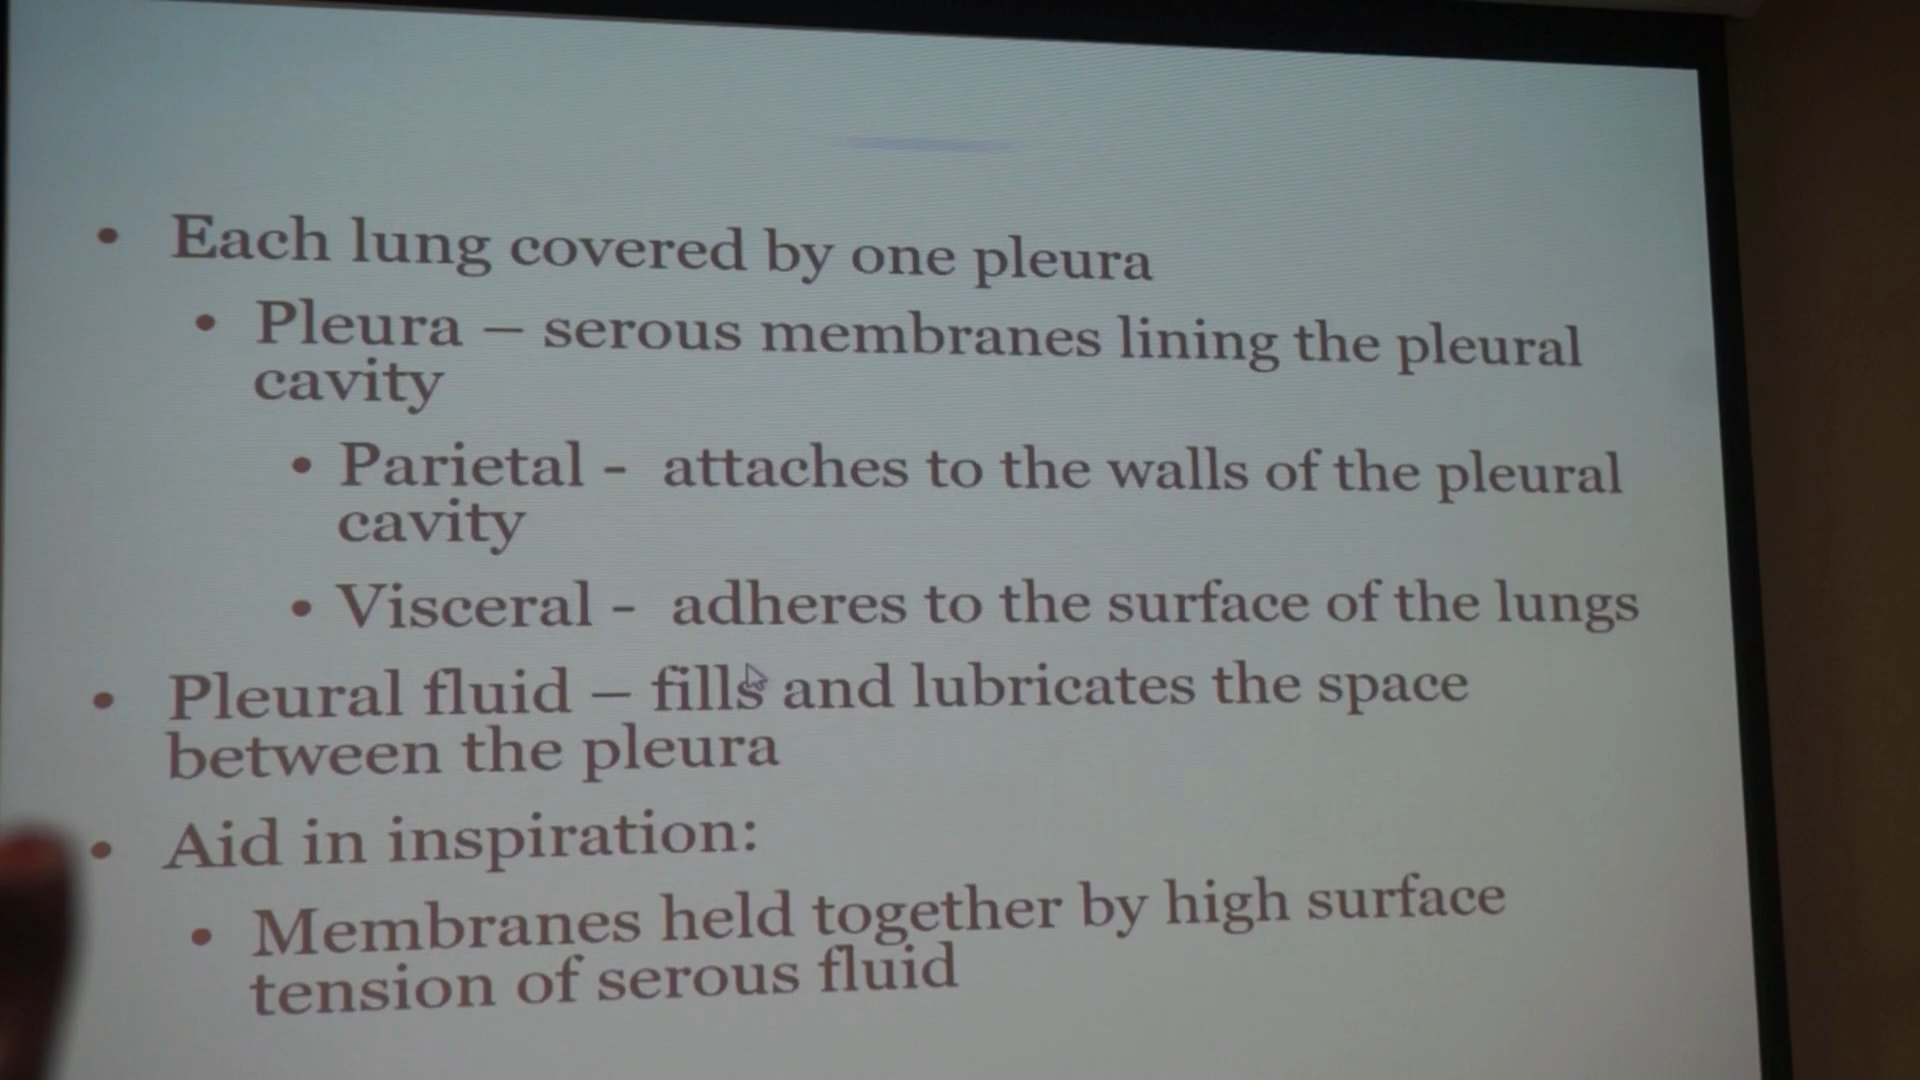 • Each lung covered by one pleura
• Pleura – serous membranes lining the pleural
cavity
• Parietal - attaches to the walls of the pleural
cavity
• Visceral - adheres to the surface of the lungs
• Pleural fluid – fills and lubricates the space
between the pleura
• Aid in inspiration:
• Membranes held together by high surface
tension of serous fluid